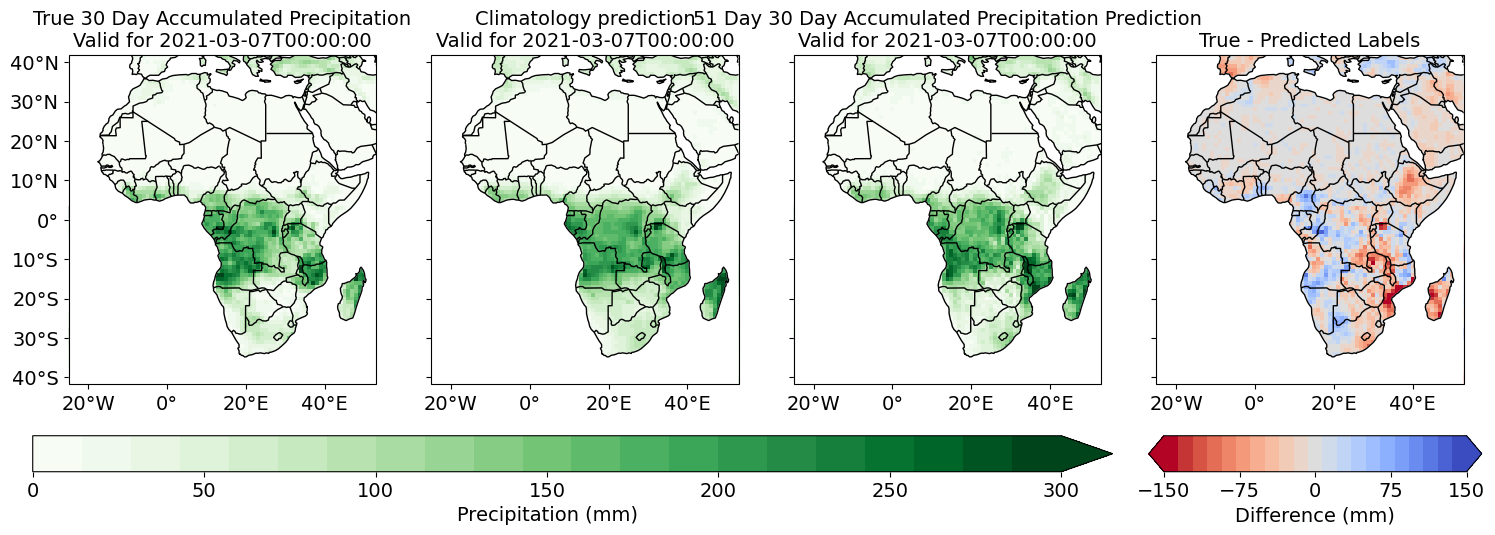 True 30 Day Accumulated Precipitation
Valid for 2021-03-07T00:00:00
Climatology prediction
Valid for 2021-03-07T00:00:00
51 Day 30 Day Accumulated Precipitation Prediction
Valid for 2021-03-07T00:00:00
True - Predicted Labels
40°N
30°N
20°N
10°N
0°
10°S
20°S
30°S
40°S
20°W 0° 20°E 40°E
20°W 0° 20°E 40°E
20°W 0° 20°E 40°E
20°W 0° 20°E 40°E
0 50 100 150 200 250 300
Precipitation (mm)
−150 −75 0 75 150
Difference (mm)